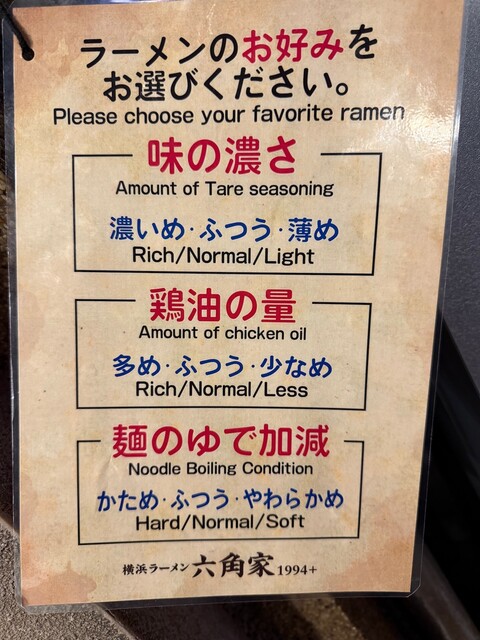 ラーメンのお好みを
お選びください。
Please choose your favorite ramen
味の濃さ
Amount of Tare seasoning
濃いめ・ふつう・薄め
Rich/Normal/Light
鶏油の量
Amount of chicken oil
多め・ふつう・少なめ
Rich/Normal/Less
麺のゆで加減
Noodle Boiling Condition
かため・ふつう・やわらかめ
Hard/Normal/Soft
横浜ラーメン 六角家 1994+